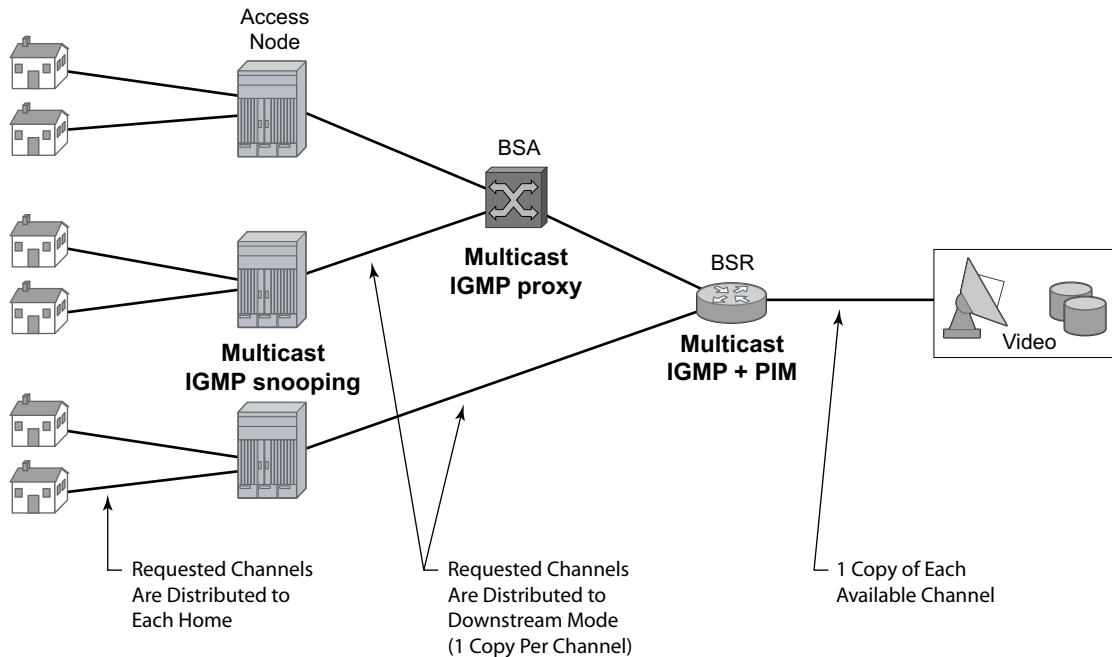 Access
Node
BSA
Multicast
IGMP proxy
BSR
Multicast
IGMP + PIM
Video
Multicast
IGMP snooping
Requested Channels
Are Distributed to
Each Home
Requested Channels
Are Distributed to
Downstream Mode
(1 Copy Per Channel)
1 Copy of Each
Available Channel